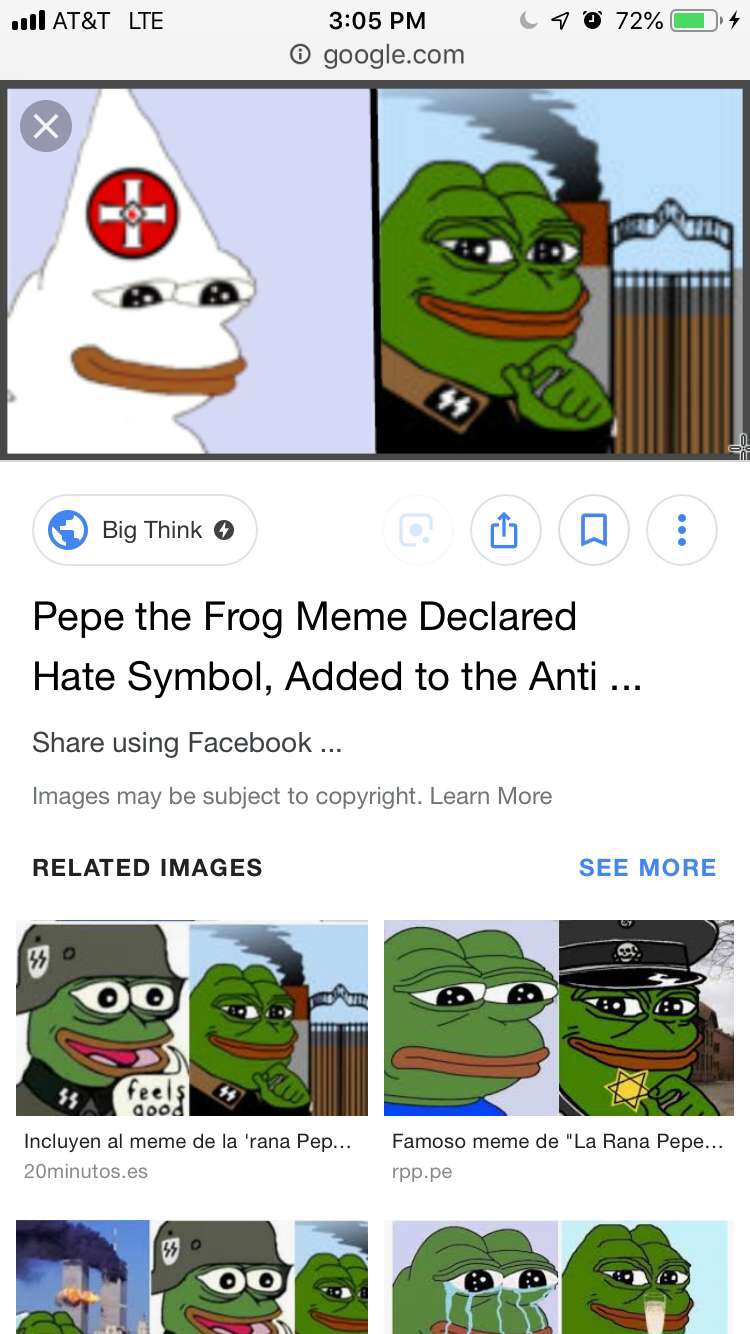 AT&T LTE 3:05 PM 72%
google.com
Big Think
Pepe the Frog Meme Declared
Hate Symbol, Added to the Anti ...
Share using Facebook ...
Images may be subject to copyright. Learn More
RELATED IMAGES SEE MORE
feels
good
Incluyen al meme de la 'rana Pep...
20minutos.es
Famoso meme de "La Rana Pepe...
rpp.pe